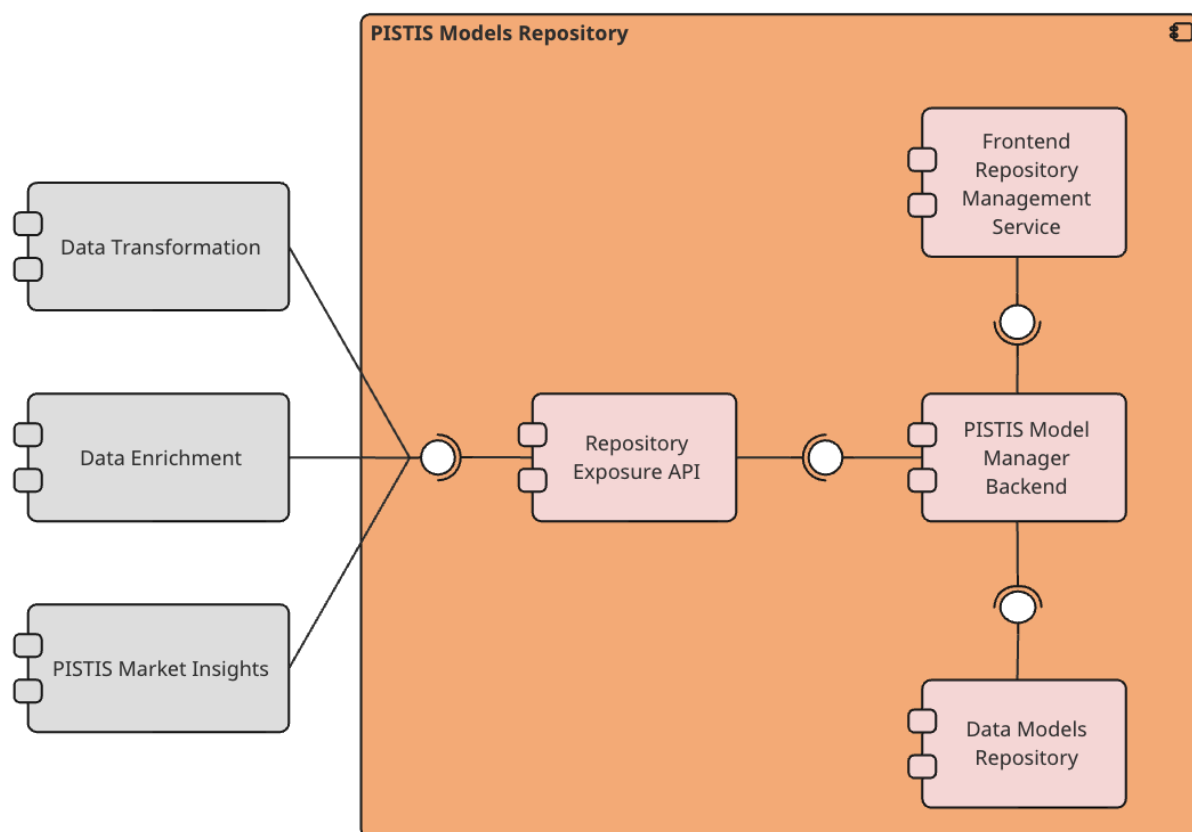 PISTIS Models Repository
Frontend
Repository
Management
Service
Data Transformation
Data Enrichment
Repository
Exposure API
PISTIS Model
Manager
Backend
PISTIS Market Insights
Data Models
Repository